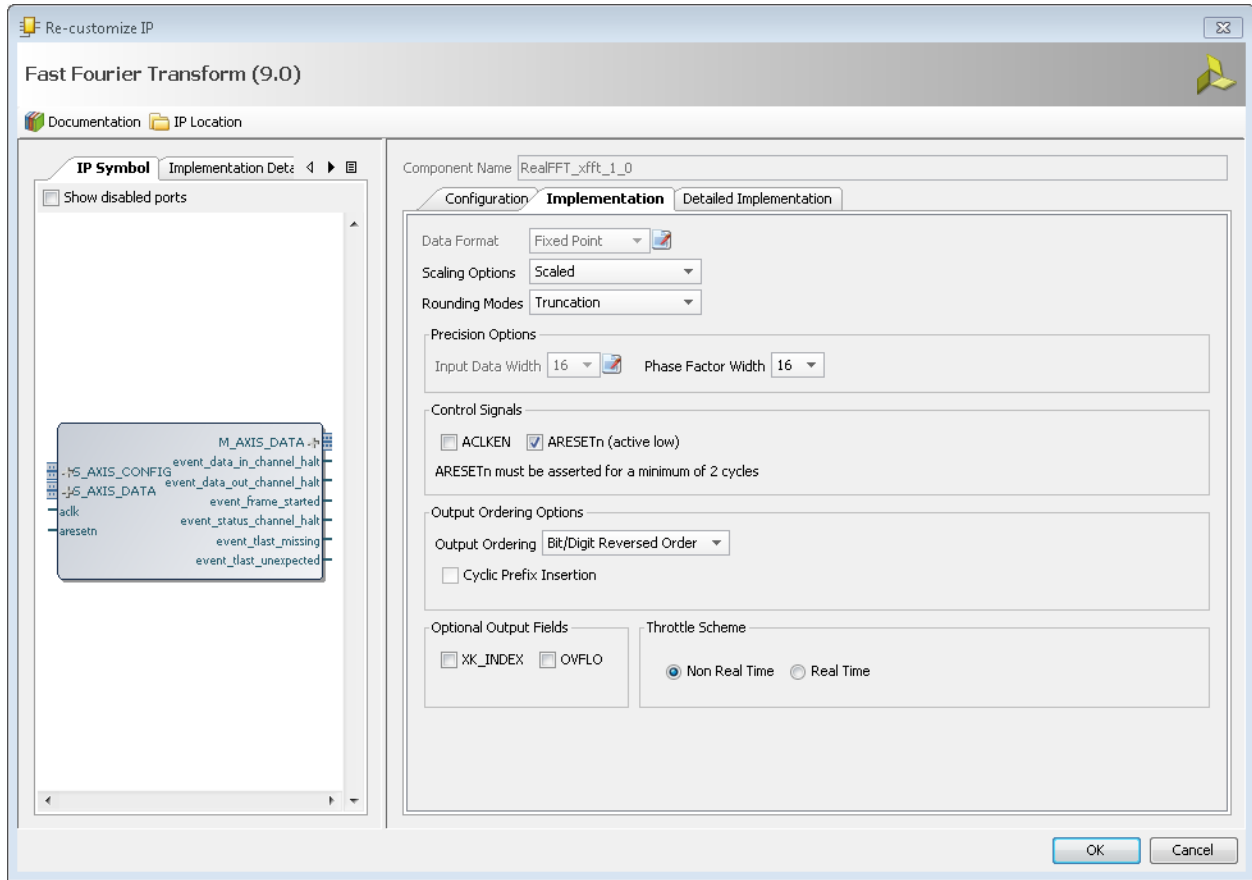 Re-customize IP
Fast Fourier Transform (9.0)
Documentation IP Location
IP Symbol Implementation Deta
Show disabled ports
M_AXIS_DATA
event_data_in_channel_halt
S_AXIS_CONFIG
event_data_out_channel_halt
S_AXIS_DATA
event_frame_started
aclk
event_status_channel_halt
aresetn
event_tlast_missing
event_tlast_unexpected
Component Name RealFFT_xfft_1_0
Configuration Implementation Detailed Implementation
Data Format Fixed Point
Scaling Options Scaled
Rounding Modes Truncation
Precision Options
Input Data Width 16 Phase Factor Width 16
Control Signals
ACLKEN ARESETn (active low)
ARESETn must be asserted for a minimum of 2 cycles
Output Ordering Options
Output Ordering Bit/Digit Reversed Order
Cyclic Prefix Insertion
Optional Output Fields
XK_INDEX OVFLO
Throttle Scheme
Non Real Time Real Time
OK Cancel